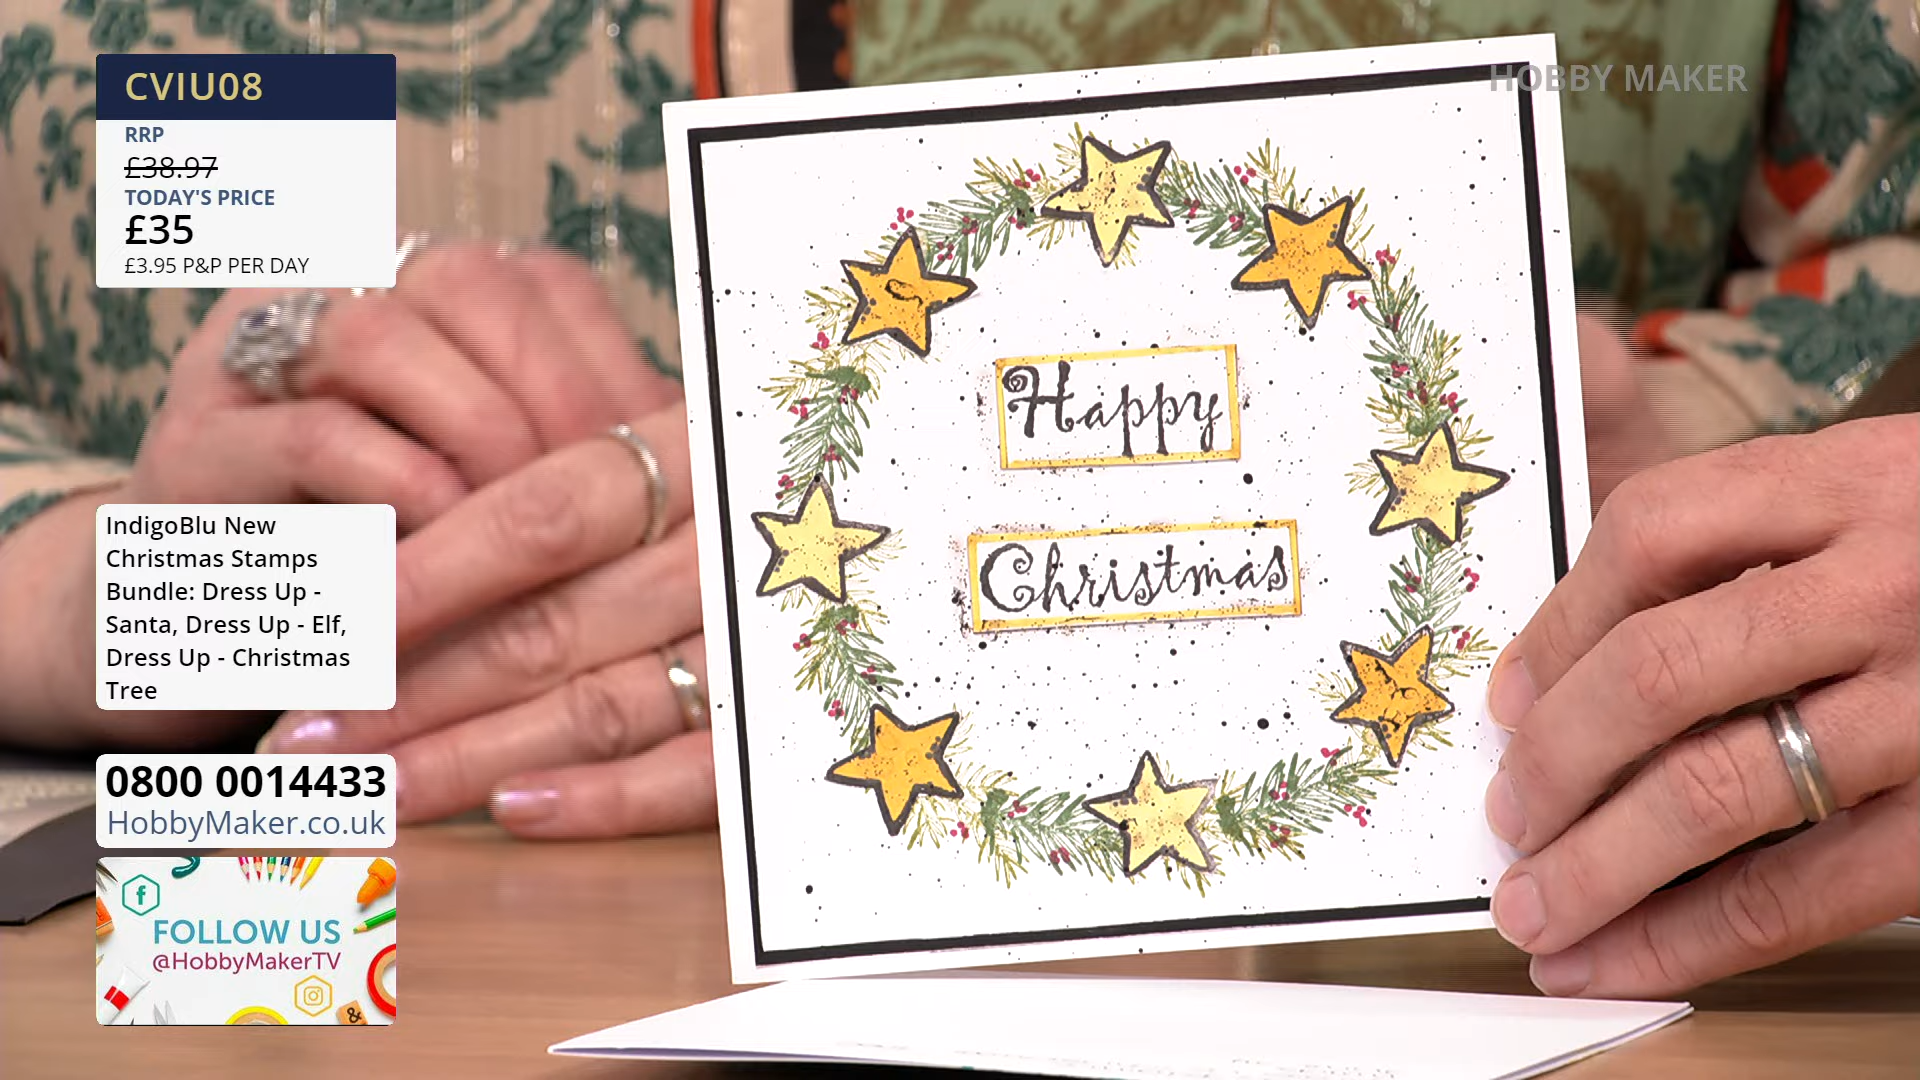 CVIU08
RRP
£38.97
TODAY'S PRICE
£35
£3.95 P&P PER DAY
IndigoBlu New
Christmas Stamps
Bundle: Dress Up -
Santa, Dress Up - Elf,
Dress Up - Christmas
Tree
0800 0014433
HobbyMaker.co.uk
FOLLOW US
@HobbyMakerTV
&
HOBBY MAKER
Happy
Christmas